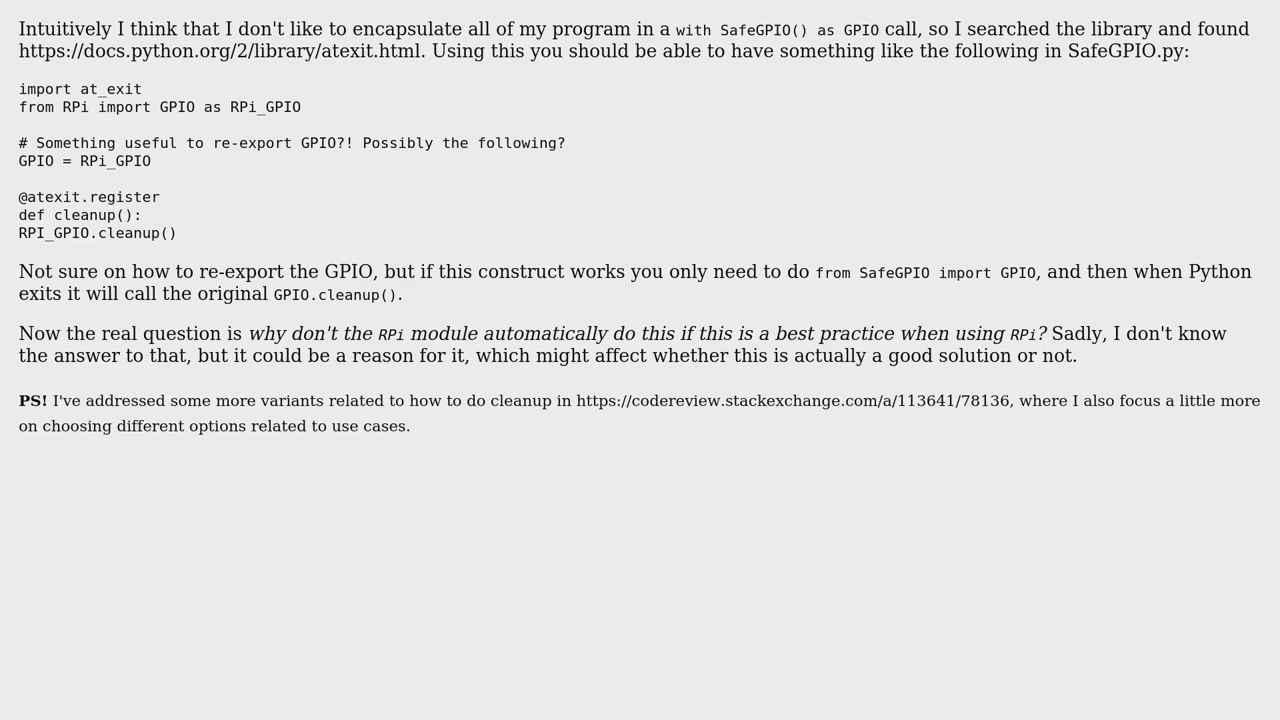 Intuitively I think that I don't like to encapsulate all of my program in a with SafeGPIO() as GPIO call, so I searched the library and found
https://docs.python.org/2/library/atexit.html. Using this you should be able to have something like the following in SafeGPIO.py:
import at_exit
from RPi import GPIO as RPi_GPIO
# Something useful to re-export GPIO?! Possibly the following?
GPIO = RPi_GPIO
@atexit.register
def cleanup():
RPI_GPIO.cleanup()
Not sure on how to re-export the GPIO, but if this construct works you only need to do from SafeGPIO import GPIO, and then when Python
exits it will call the original GPIO.cleanup().
Now the real question is why don't the RPi module automatically do this if this is a best practice when using RPi? Sadly, I don't know
the answer to that, but it could be a reason for it, which might affect whether this is actually a good solution or not.
PS! I've addressed some more variants related to how to do cleanup in https://codereview.stackexchange.com/a/113641/78136, where I also focus a little more
on choosing different options related to use cases.